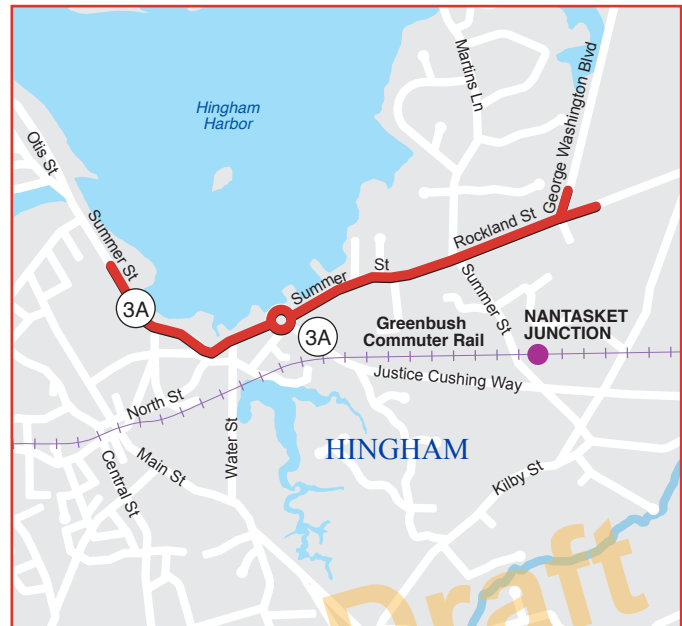 Martins Ln
George Washington Blvd
Hingham
Harbor
Otis St
Summer St
Rockland St
Summer
St
Summer St
3A
3A
Greenbush
Commuter Rail
NANTASKET
JUNCTION
Justice Cushing Way
North St
Main St
Water St
Central St
HINGHAM
Kilby St
Draft